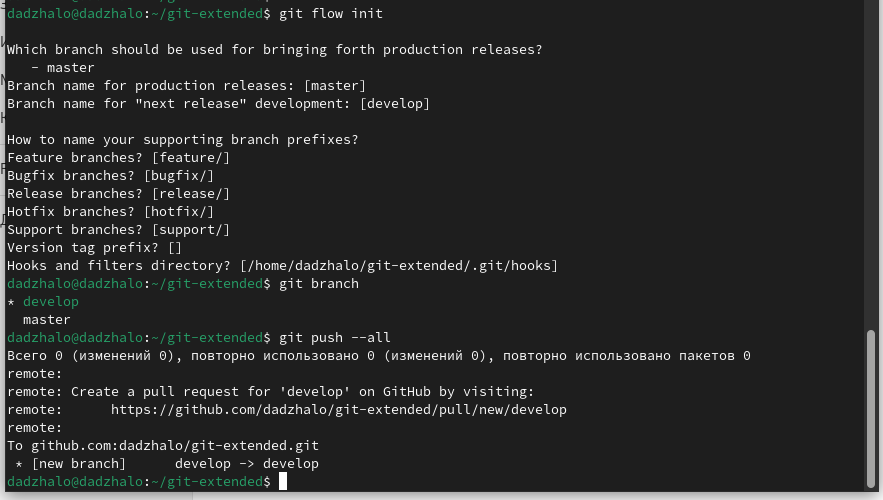 dadzhalo@dadzhalo:~/git-extended$ git flow init

Which branch should be used for bringing forth production releases?
   - master
Branch name for production releases: [master]
Branch name for "next release" development: [develop]

How to name your supporting branch prefixes?
Feature branches? [feature/]
Bugfix branches? [bugfix/]
Release branches? [release/]
Hotfix branches? [hotfix/]
Support branches? [support/]
Version tag prefix? []
Hooks and filters directory? [/home/dadzhalo/git-extended/.git/hooks]
dadzhalo@dadzhalo:~/git-extended$ git branch
* develop
  master
dadzhalo@dadzhalo:~/git-extended$ git push --all
Всего 0 (изменений 0), повторно использовано 0 (изменений 0), повторно использовано пакетов 0
remote:
remote: Create a pull request for 'develop' on GitHub by visiting:
remote:      https://github.com/dadzhalo/git-extended/pull/new/develop
remote:
To github.com:dadzhalo/git-extended.git
 * [new branch]      develop -> develop
dadzhalo@dadzhalo:~/git-extended$